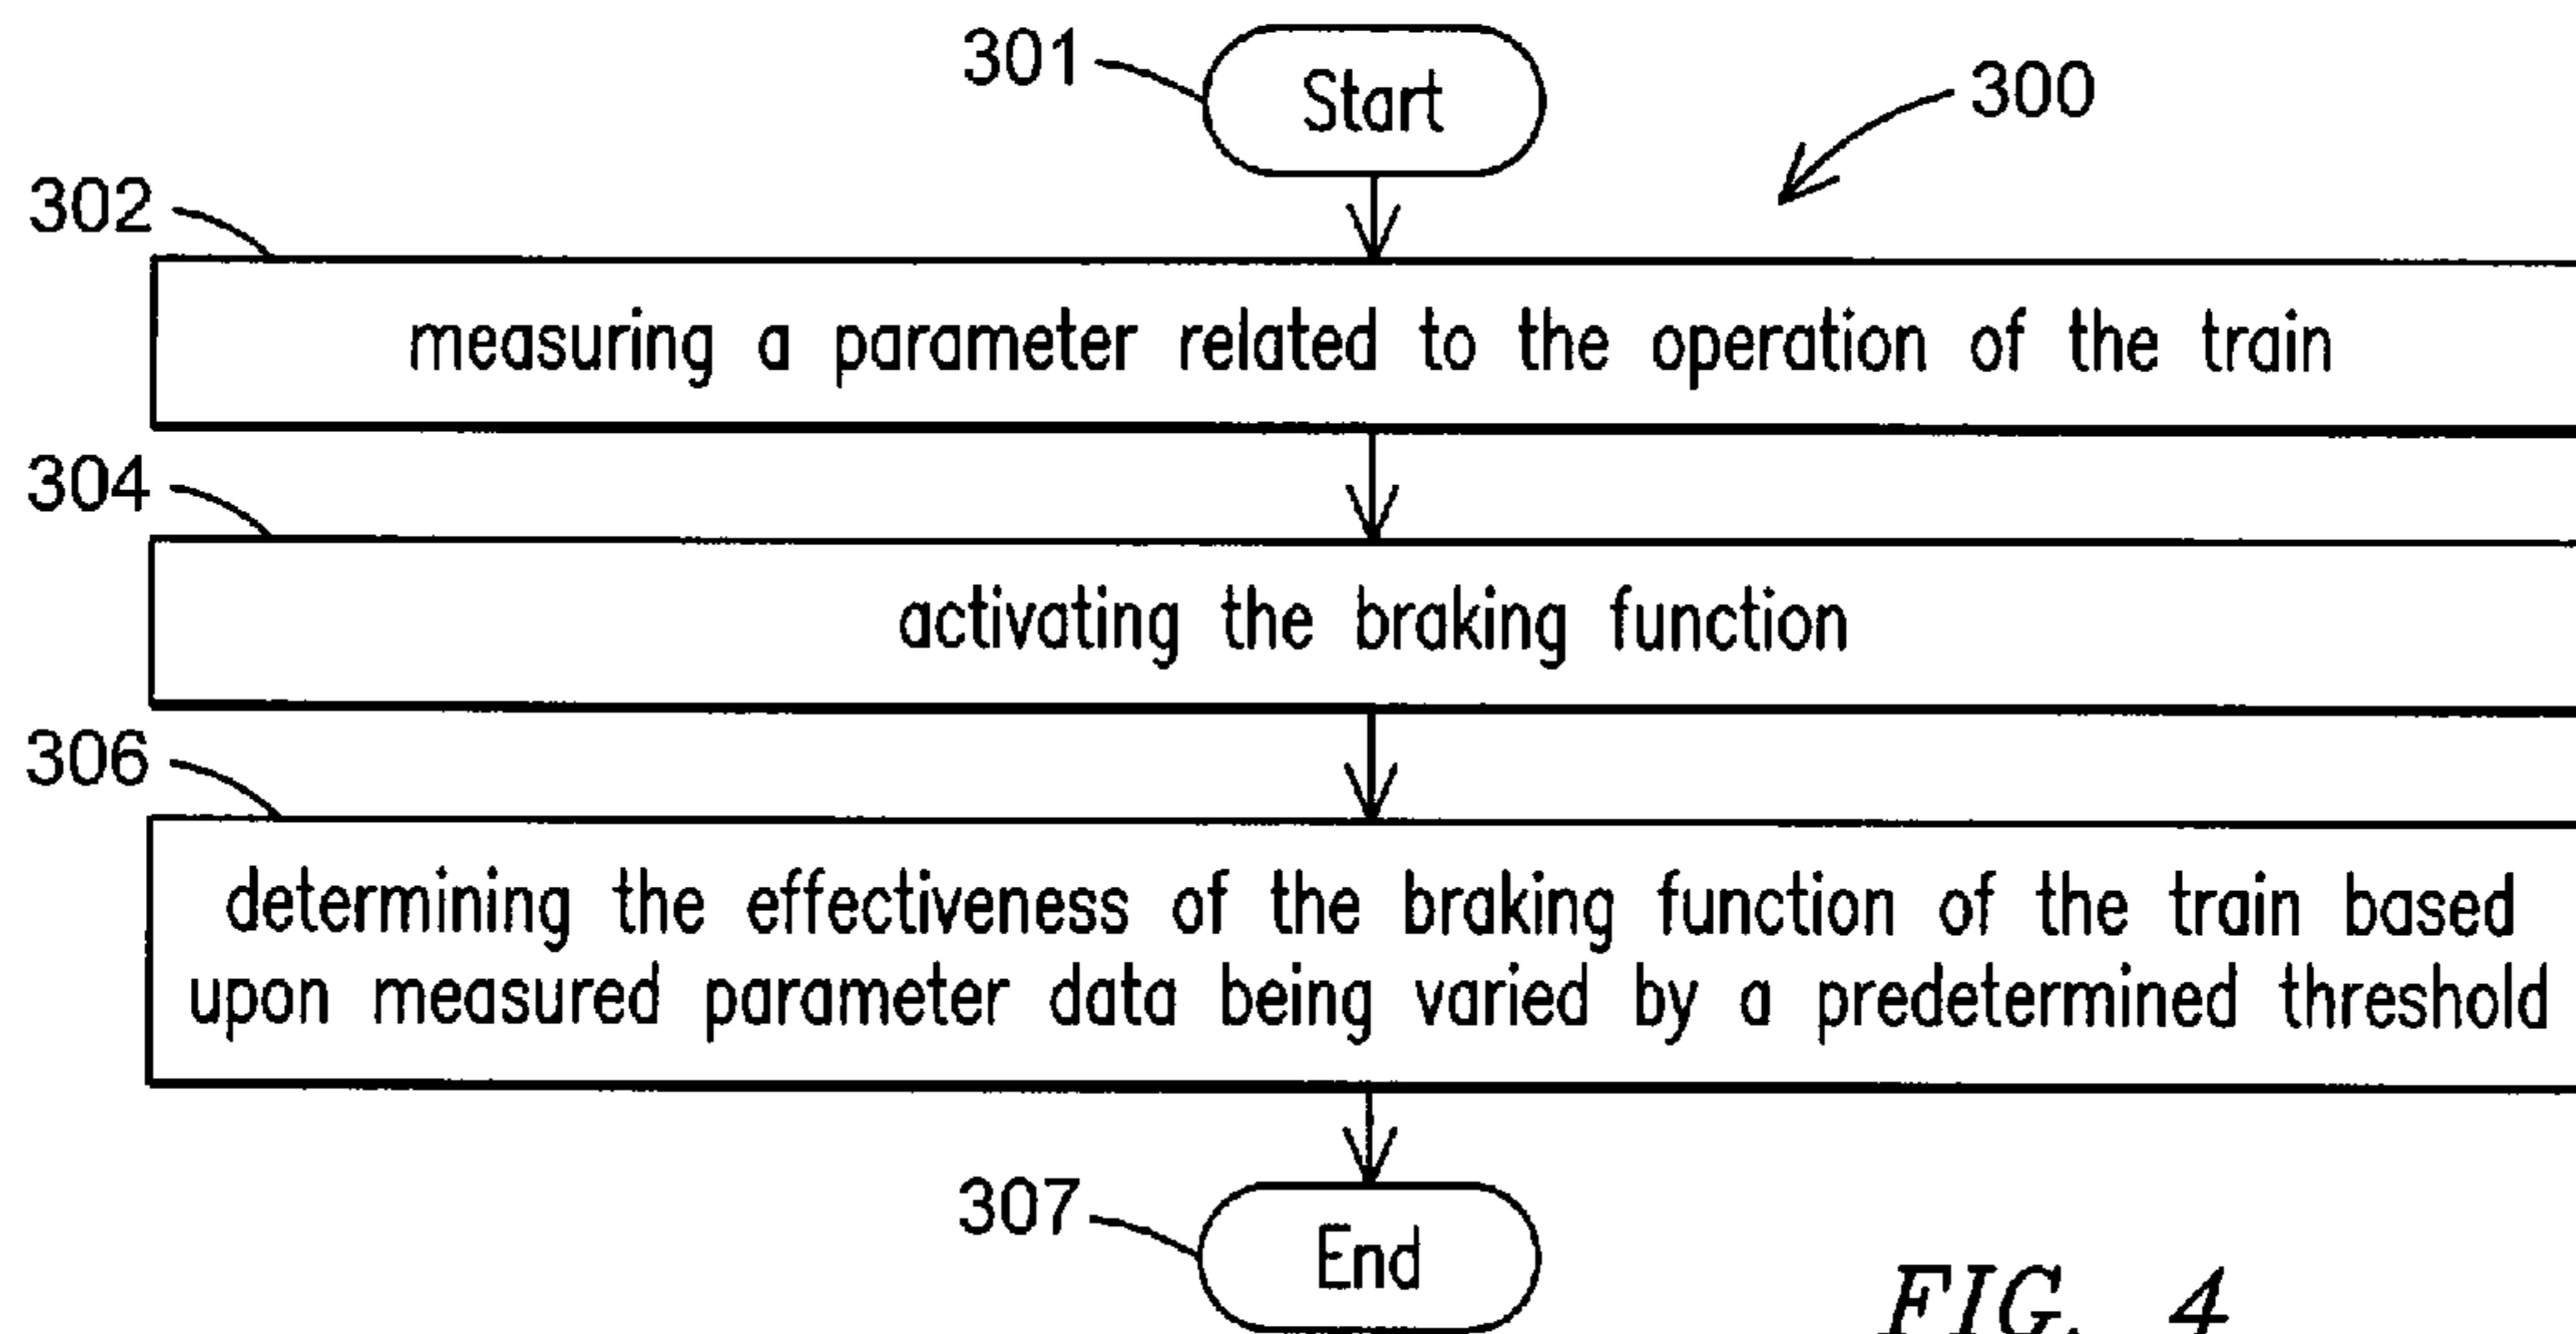 301
Start
300
302
measuring a parameter related to the operation of the train
304
activating the braking function
306
determining the effectiveness of the braking function of the train based
upon measured parameter data being varied by a predetermined threshold
307
End
FIG. 4